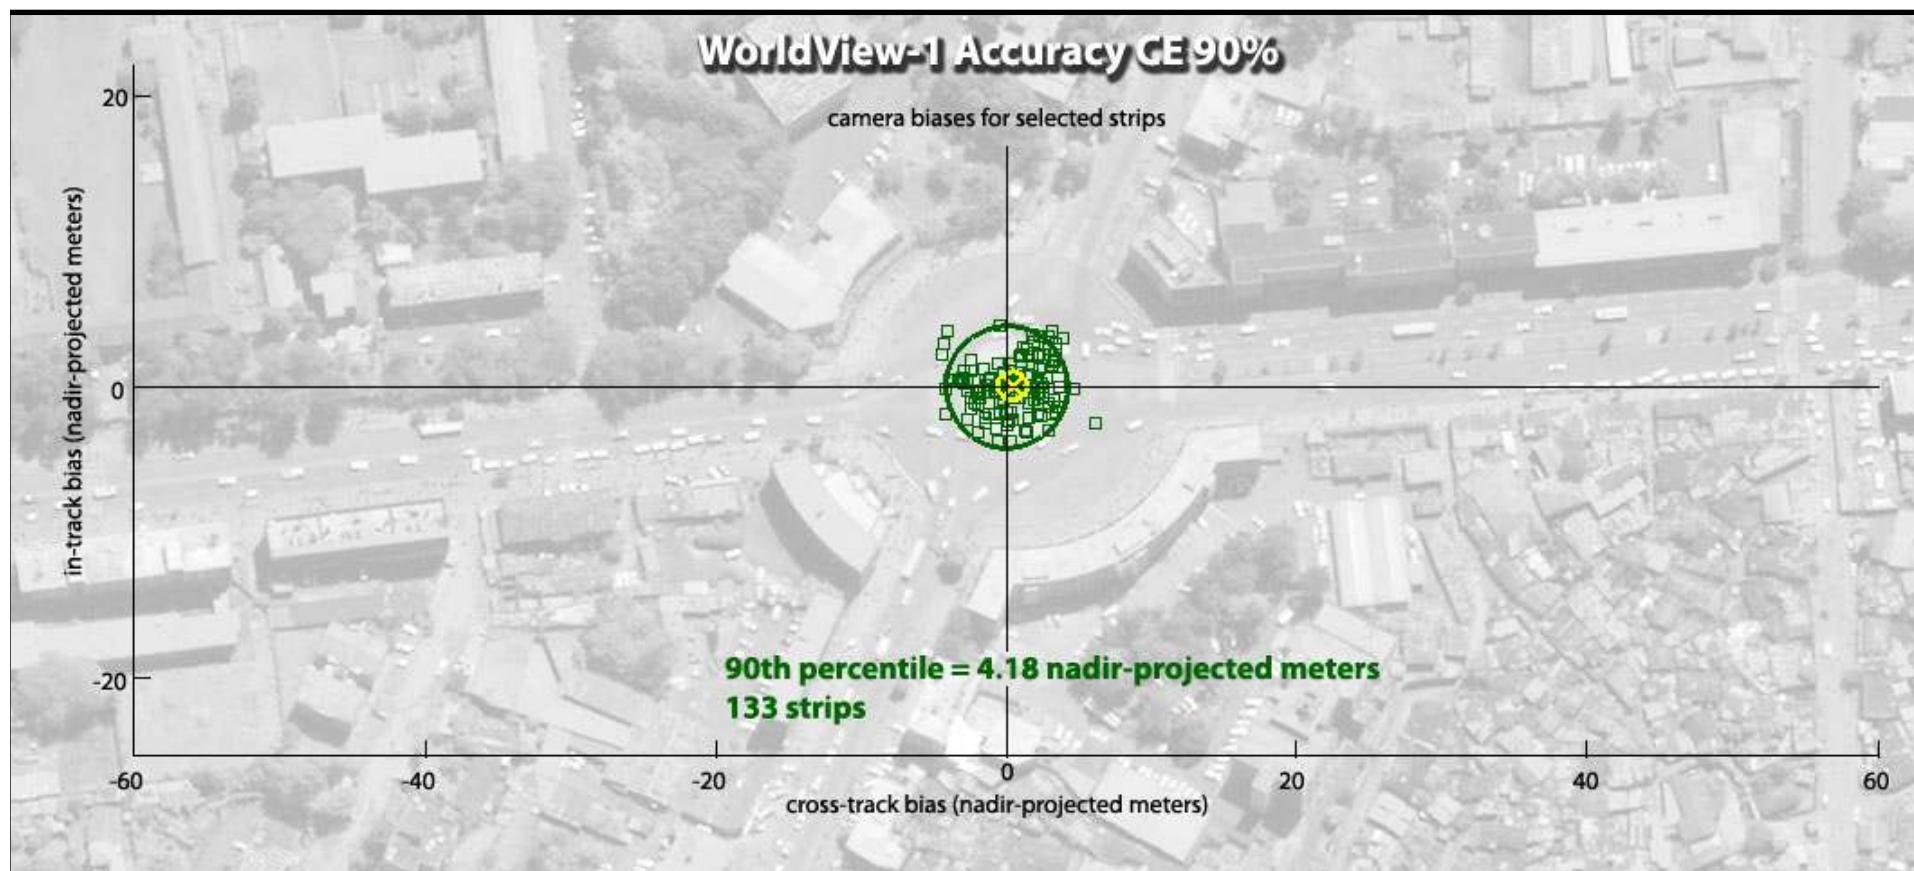 WorldView-1 Accuracy CE 90%
camera biases for selected strips
20
0
-20
in-track bias (nadir-projected meters)
90th percentile = 4.18 nadir-projected meters
133 strips
-60 -40 -20 0 20 40 60
cross-track bias (nadir-projected meters)